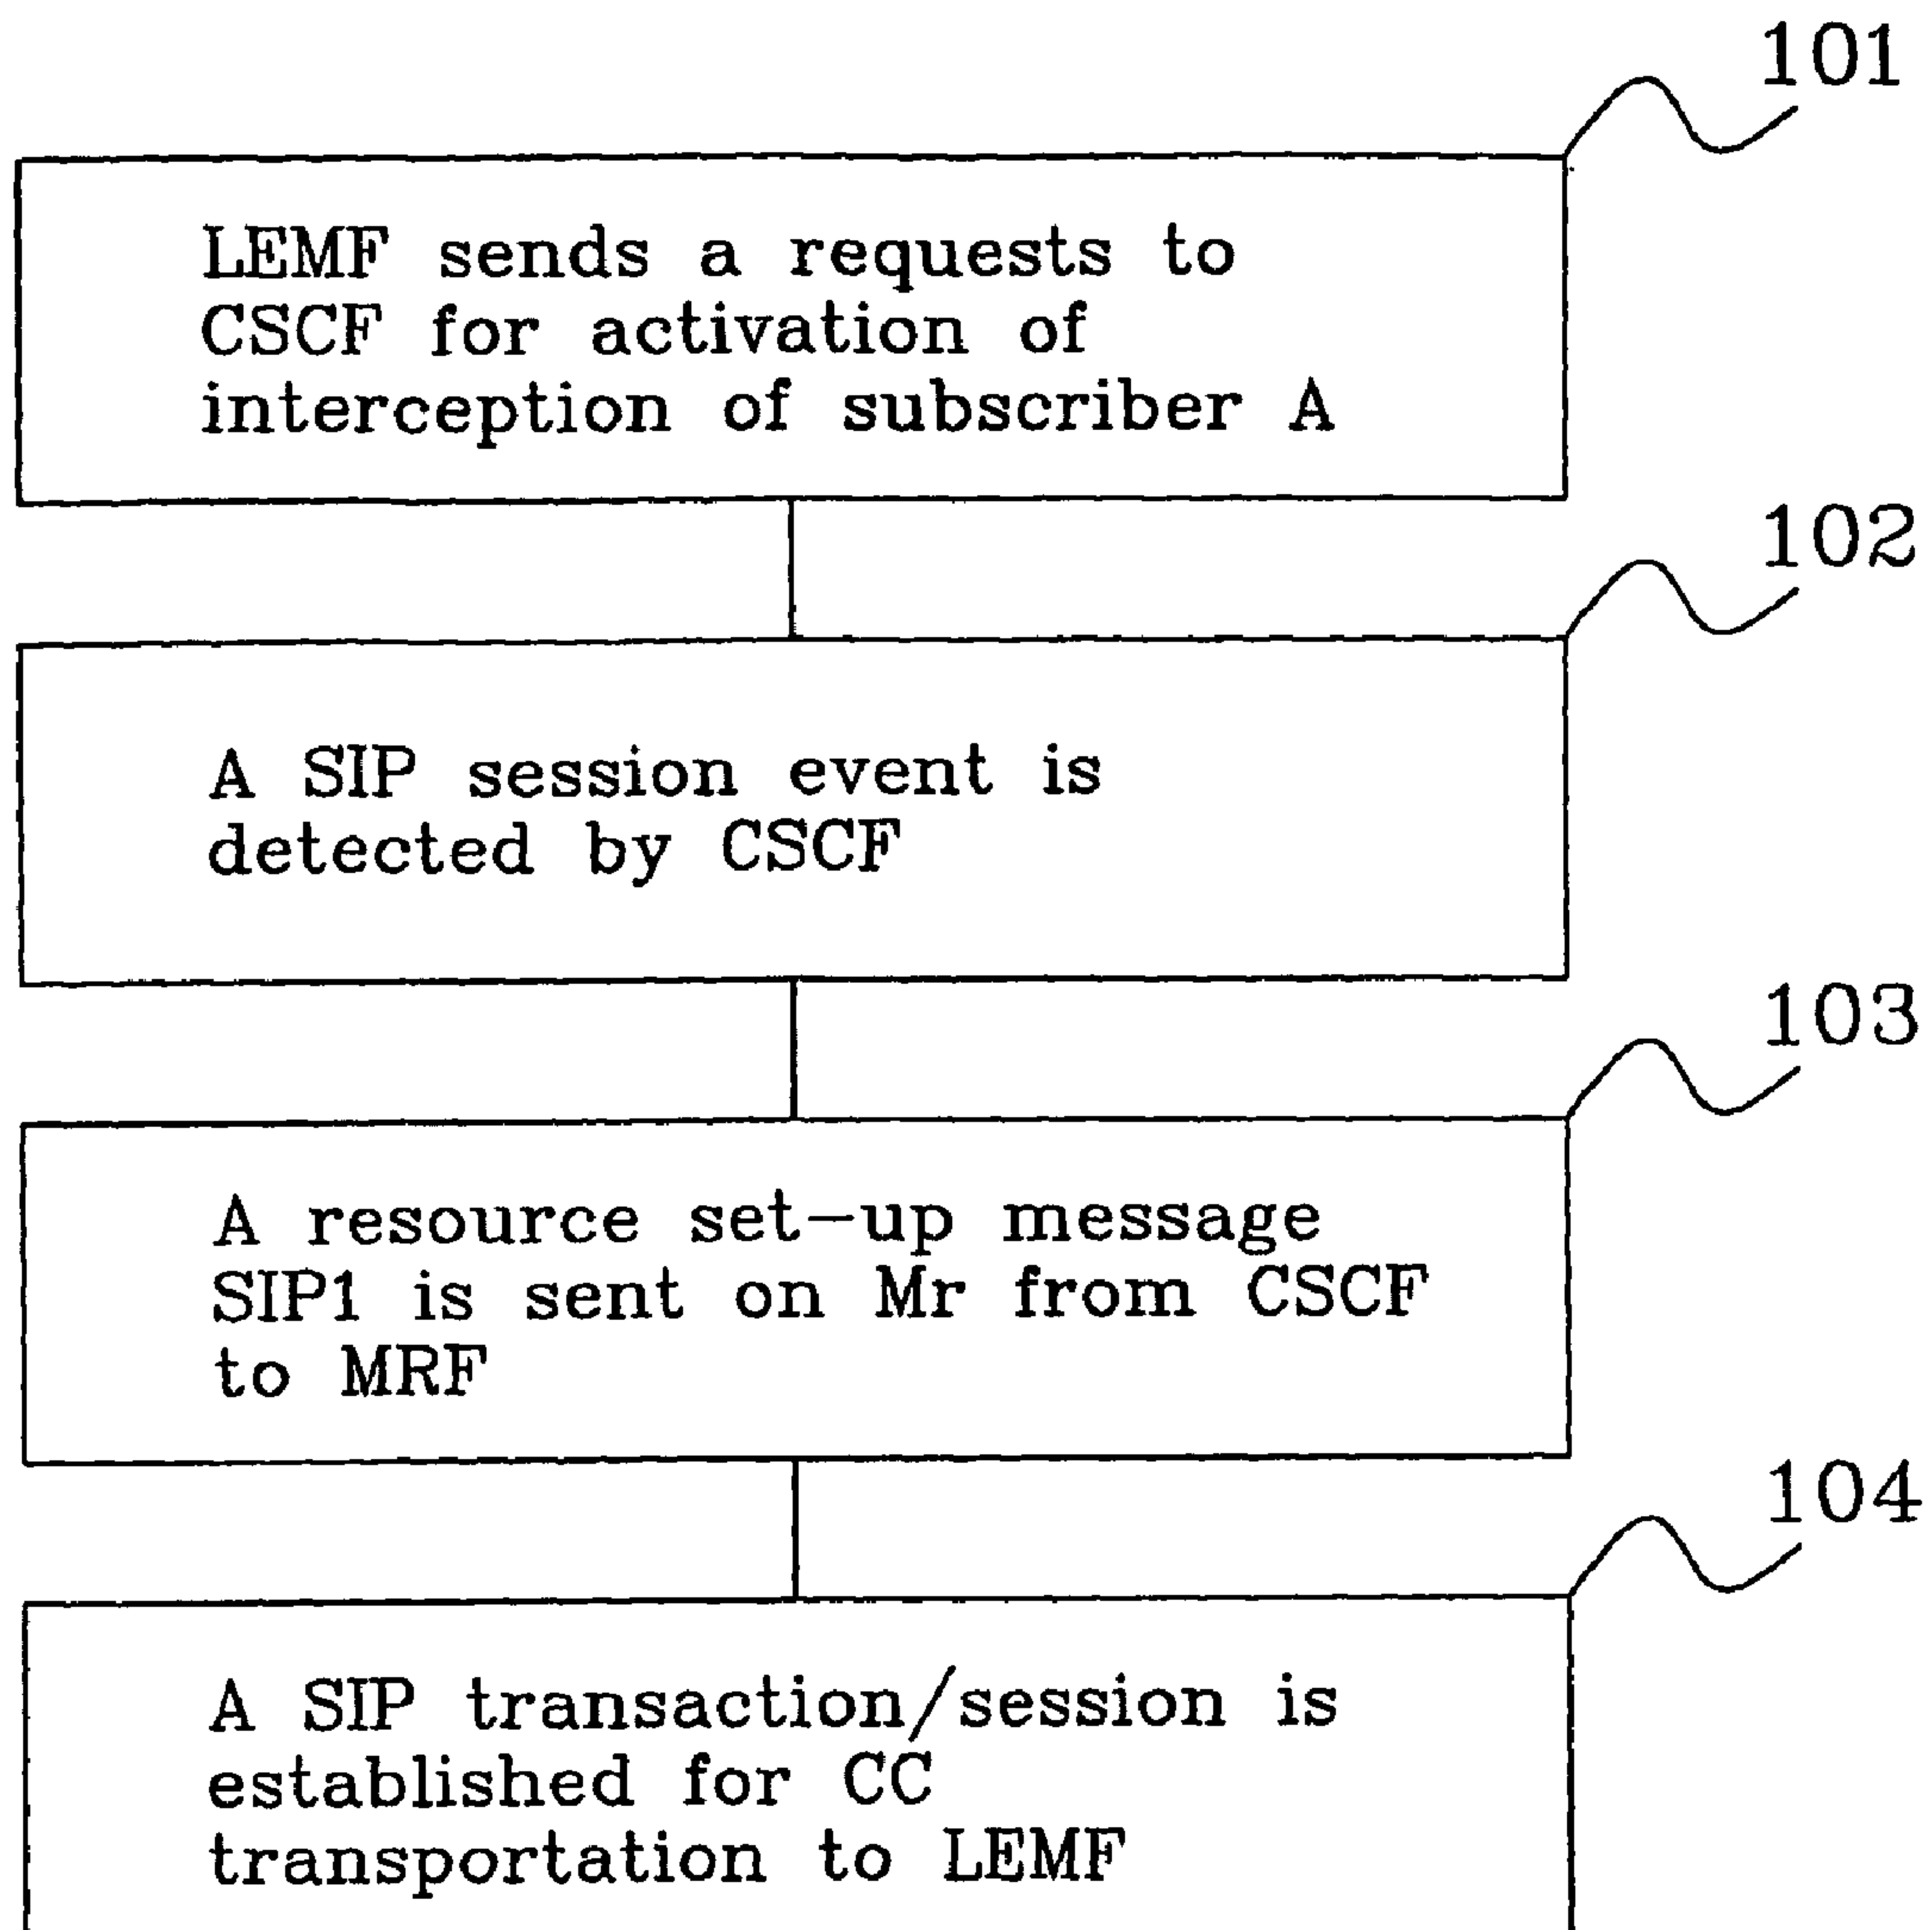 101
LEMF sends a requests to
CSCF for activation of
interception of subscriber A
102
A SIP session event is
detected by CSCF
103
A resource set-up message
SIP1 is sent on Mr from CSCF
to MRF
104
A SIP transaction/session is
established for CC
transportation to LEMF